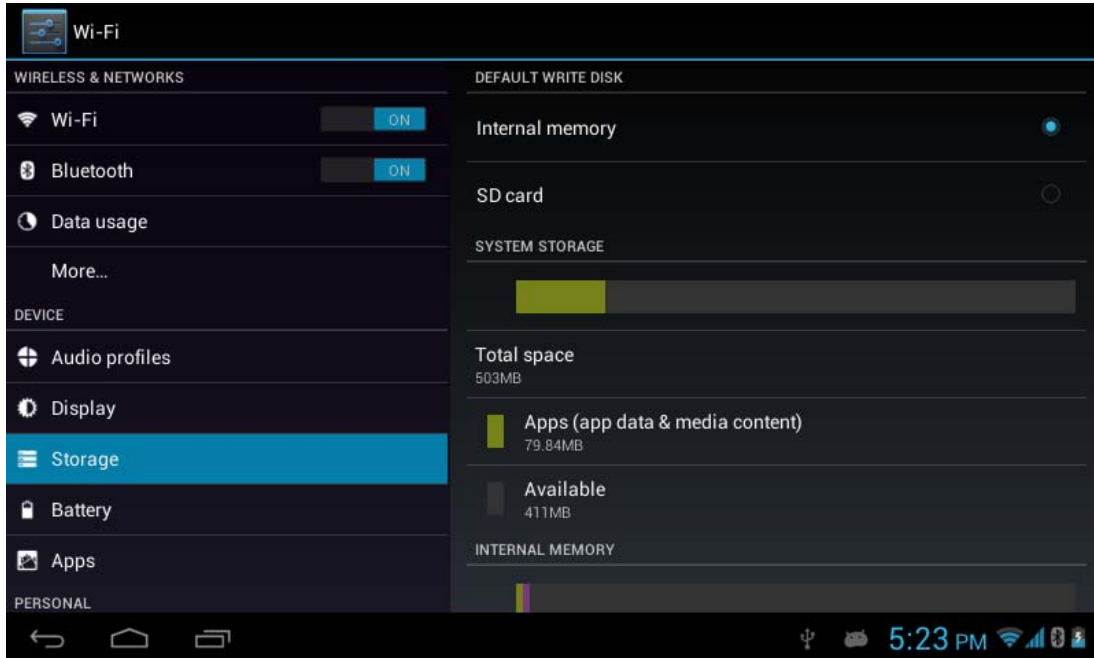 Wi-Fi
WIRELESS & NETWORKS
Wi-Fi ON
Bluetooth ON
Data usage
More...
DEVICE
Audio profiles
Display
Storage
Battery
Apps
PERSONAL
DEFAULT WRITE DISK
Internal memory
SD card
SYSTEM STORAGE
Total space
503MB
Apps (app data & media content)
79.84MB
Available
411MB
INTERNAL MEMORY
5:23 PM